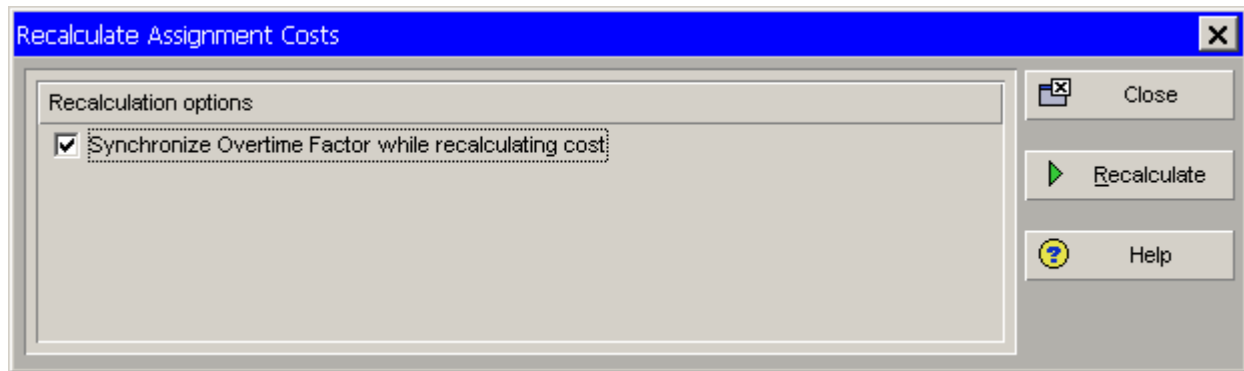 Recalculate Assignment Costs
Recalculation options
Synchronize Overtime Factor while recalculating cost
Close
Recalculate
Help